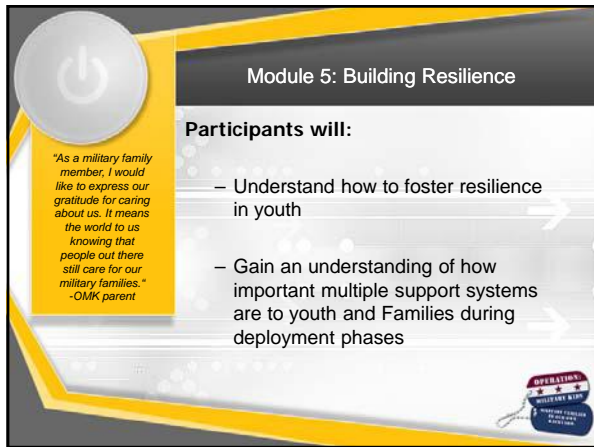 Module 5: Building Resilience
Participants will:
"As a military family
member, I would
like to express our
gratitude for caring
about us. It means
the world to us
knowing that
people out there
still care for our
military families."
-OMK parent
– Understand how to foster resilience
in youth
– Gain an understanding of how
important multiple support systems
are to youth and Families during
deployment phases
OPERATION:
MILITARY KIDS